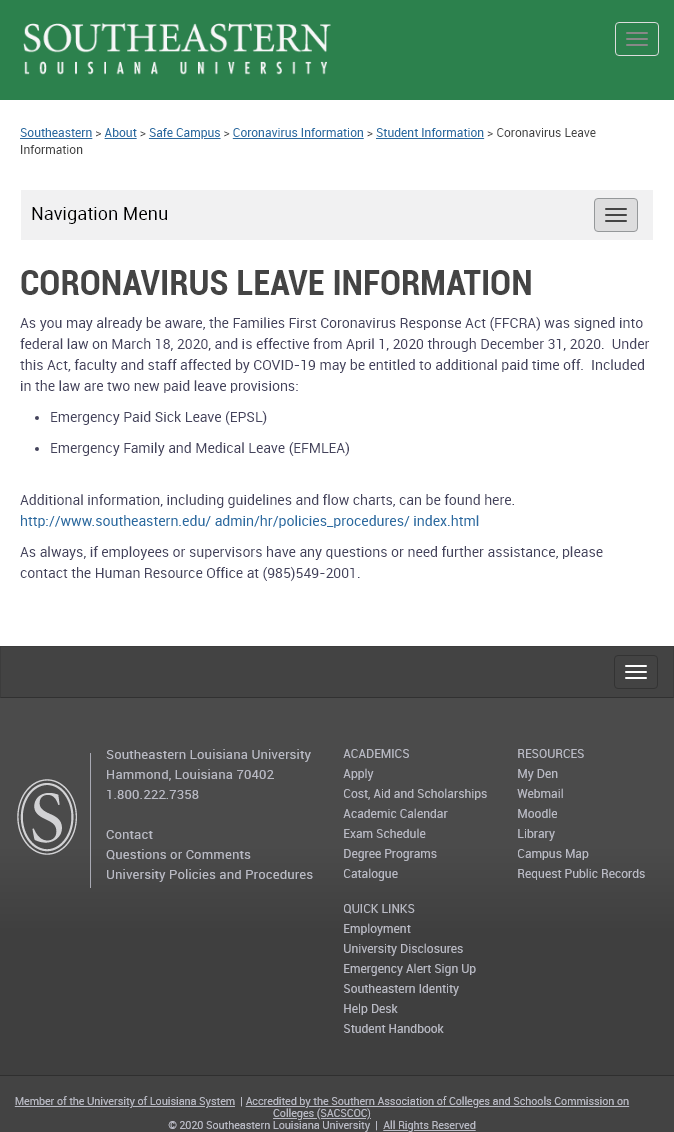 SOUTHEASTERN
LOUISIANA UNIVERSITY
Southeastern > About > Safe Campus > Coronavirus Information > Student Information > Coronavirus Leave
Information
Navigation Menu
CORONAVIRUS LEAVE INFORMATION
As you may already be aware, the Families First Coronavirus Response Act (FFCRA) was signed into
federal law on March 18, 2020, and is effective from April 1, 2020 through December 31, 2020.  Under
this Act, faculty and staff affected by COVID-19 may be entitled to additional paid time off.  Included
in the law are two new paid leave provisions:
• Emergency Paid Sick Leave (EPSL)
• Emergency Family and Medical Leave (EFMLEA)
Additional information, including guidelines and flow charts, can be found here.
http://www.southeastern.edu/ admin/hr/policies_procedures/ index.html
As always, if employees or supervisors have any questions or need further assistance, please
contact the Human Resource Office at (985)549-2001.
S
Southeastern Louisiana University
Hammond, Louisiana 70402
1.800.222.7358
Contact
Questions or Comments
University Policies and Procedures
ACADEMICS
Apply
Cost, Aid and Scholarships
Academic Calendar
Exam Schedule
Degree Programs
Catalogue
QUICK LINKS
Employment
University Disclosures
Emergency Alert Sign Up
Southeastern Identity
Help Desk
Student Handbook
RESOURCES
My Den
Webmail
Moodle
Library
Campus Map
Request Public Records
Member of the University of Louisiana System | Accredited by the Southern Association of Colleges and Schools Commission on
Colleges (SACSCOC)
© 2020 Southeastern Louisiana University | All Rights Reserved